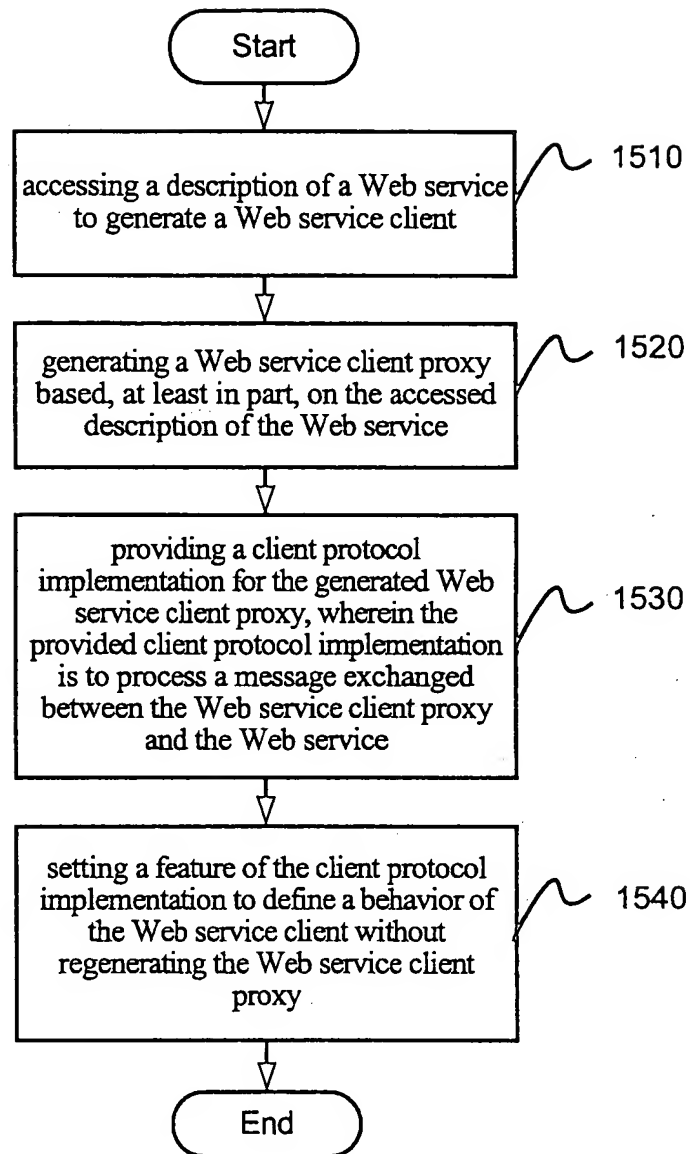 Start
accessing a description of a Web service
to generate a Web service client
1510
generating a Web service client proxy
based, at least in part, on the accessed
description of the Web service
1520
providing a client protocol
implementation for the generated Web
service client proxy, wherein the
provided client protocol implementation
is to process a message exchanged
between the Web service client proxy
and the Web service
1530
setting a feature of the client protocol
implementation to define a behavior of
the Web service client without
regenerating the Web service client
proxy
1540
End